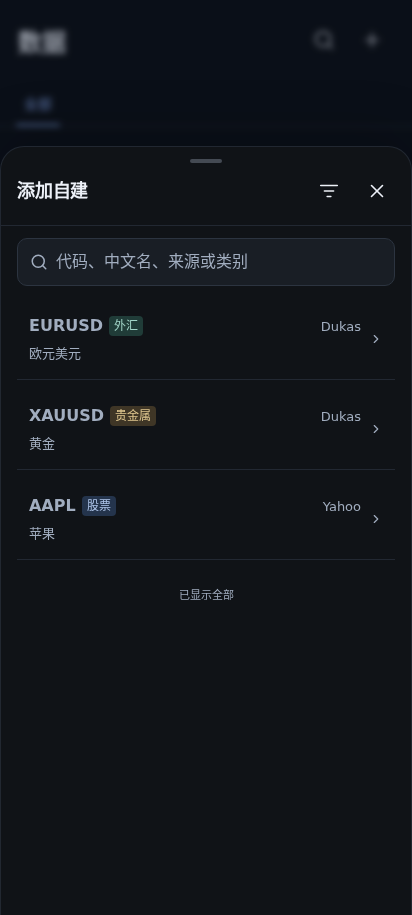 数据
全部
添加自建
代码、中文名、来源或类别
EURUSD 外汇 Dukas
欧元美元
XAUUSD 贵金属 Dukas
黄金
AAPL 股票 Yahoo
苹果
已显示全部